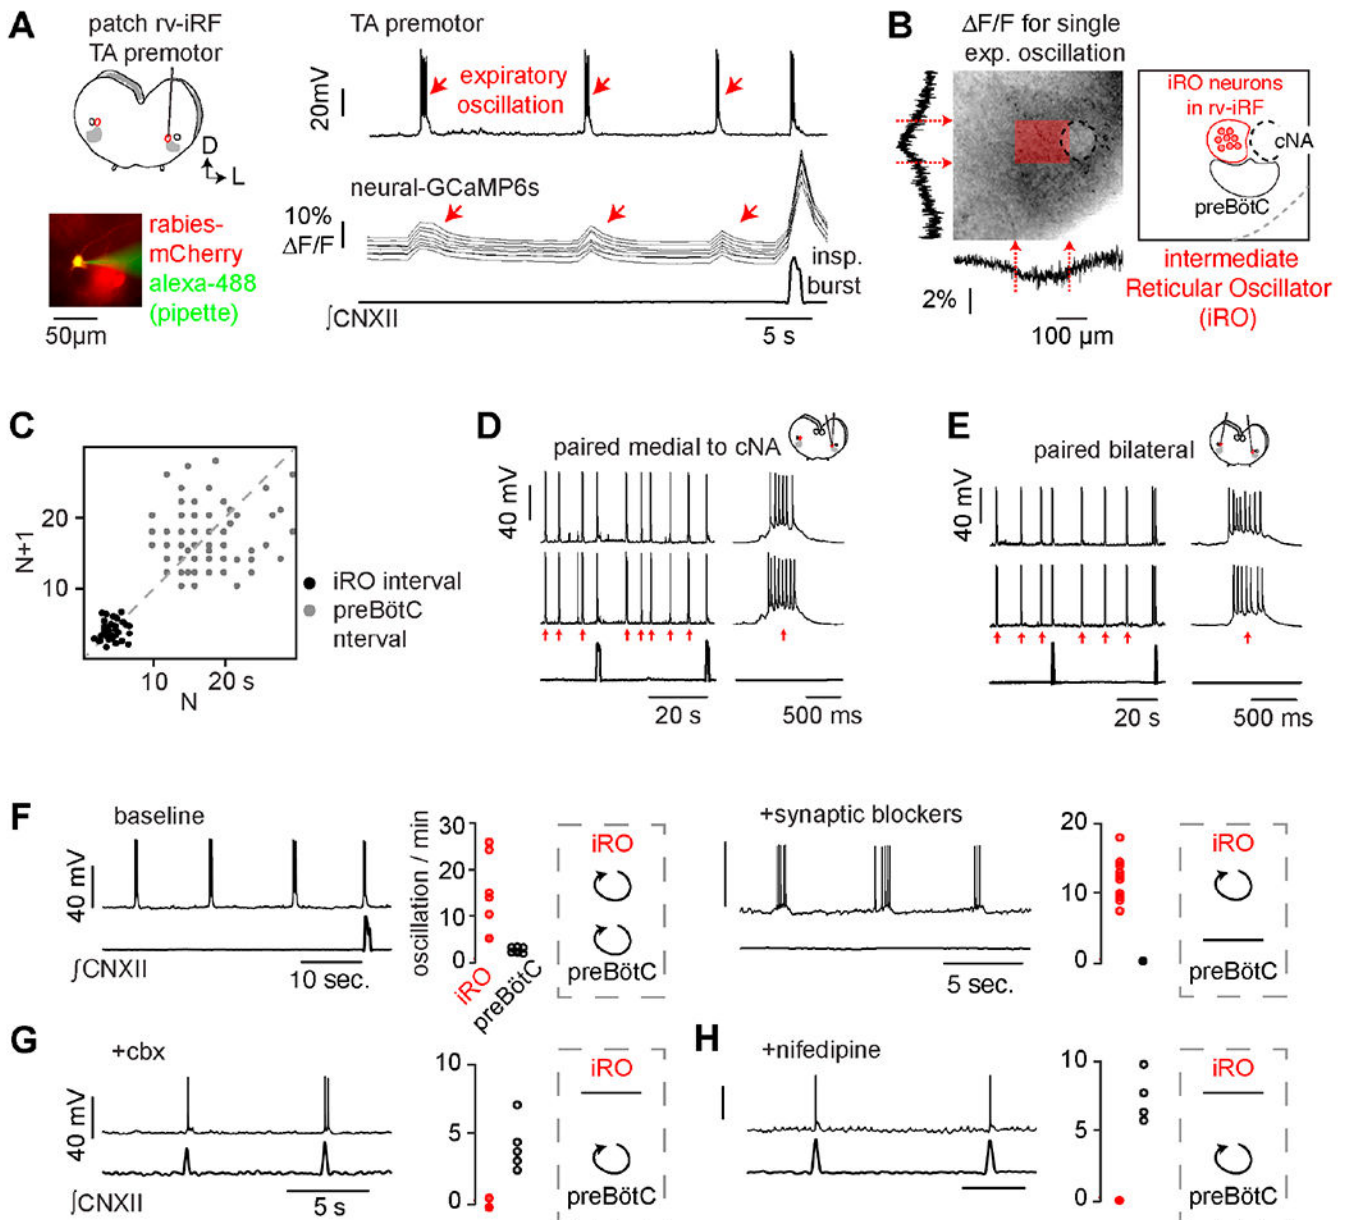 A
patch rv-iRF
TA premotor
D
L
rabies-
mCherry
alexa-488
(pipette)
50µm
TA premotor
20mV
expiratory
oscillation
neural-GCaMP6s
10%
ΔF/F
insp.
burst
∫CNXII
5 s
B
ΔF/F for single
exp. oscillation
2%
100 µm
iRO neurons
in rv-iRF
cNA
preBötC
intermediate
Reticular Oscillator
(iRO)
C
N+1
20
10
10
20 s
N
iRO interval
preBötC
nterval
D
paired medial to cNA
40 mV
20 s
500 ms
E
paired bilateral
40 mV
20 s
500 ms
F
baseline
40 mV
∫CNXII
10 sec.
oscillation / min
30
20
10
0
iRO
preBötC
iRO
preBötC
+synaptic blockers
5 sec.
20
10
0
iRO
preBötC
G
+cbx
40 mV
∫CNXII
5 s
10
5
0
iRO
preBötC
H
+nifedipine
10
5
0
iRO
preBötC